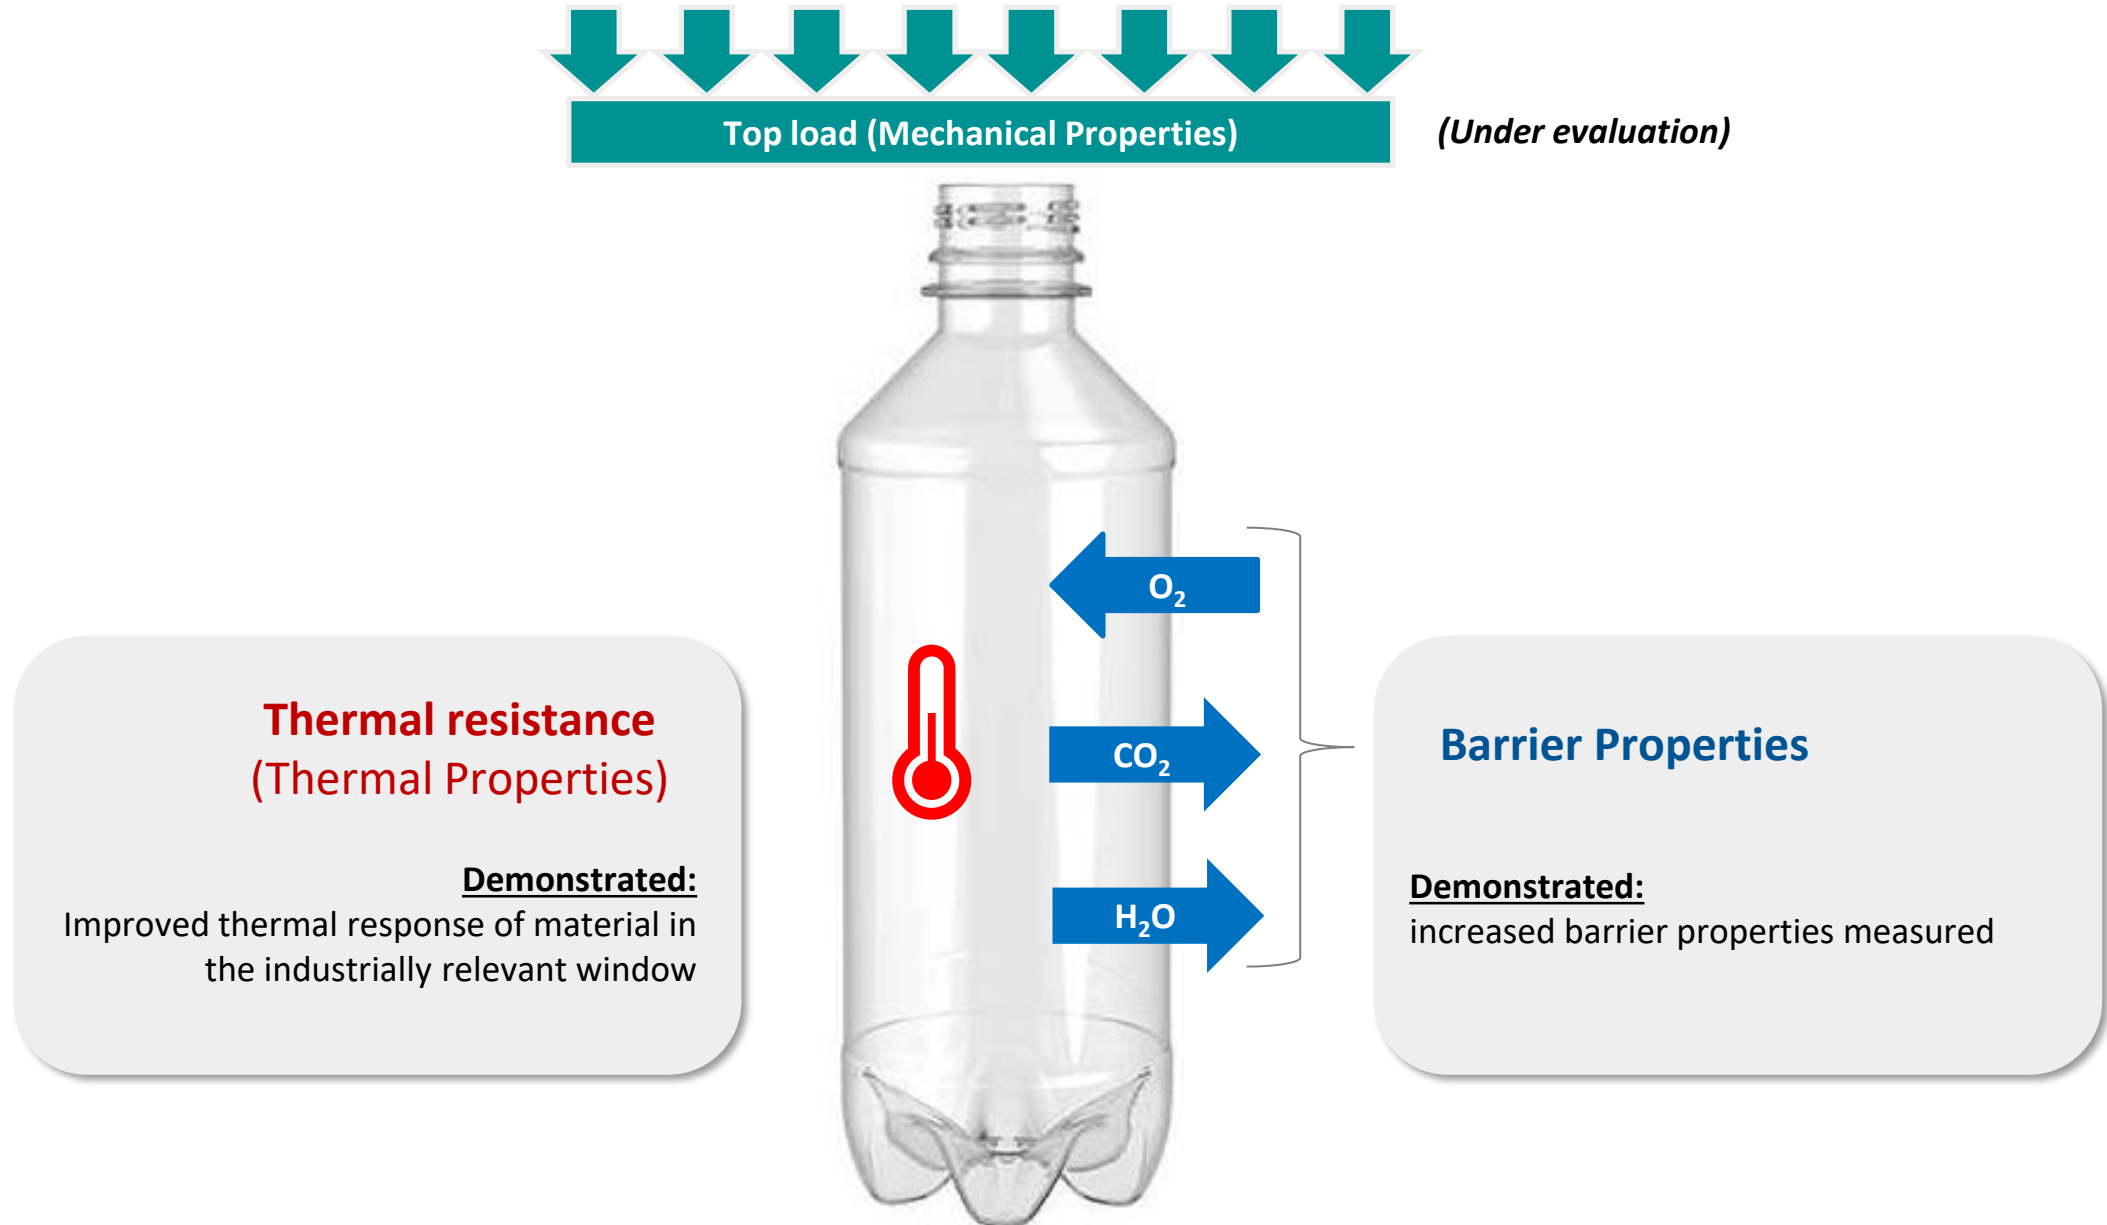 Top load (Mechanical Properties)
(Under evaluation)
O₂
CO₂
H₂O
Thermal resistance
(Thermal Properties)
Demonstrated:
Improved thermal response of material in
the industrially relevant window
Barrier Properties
Demonstrated:
increased barrier properties measured